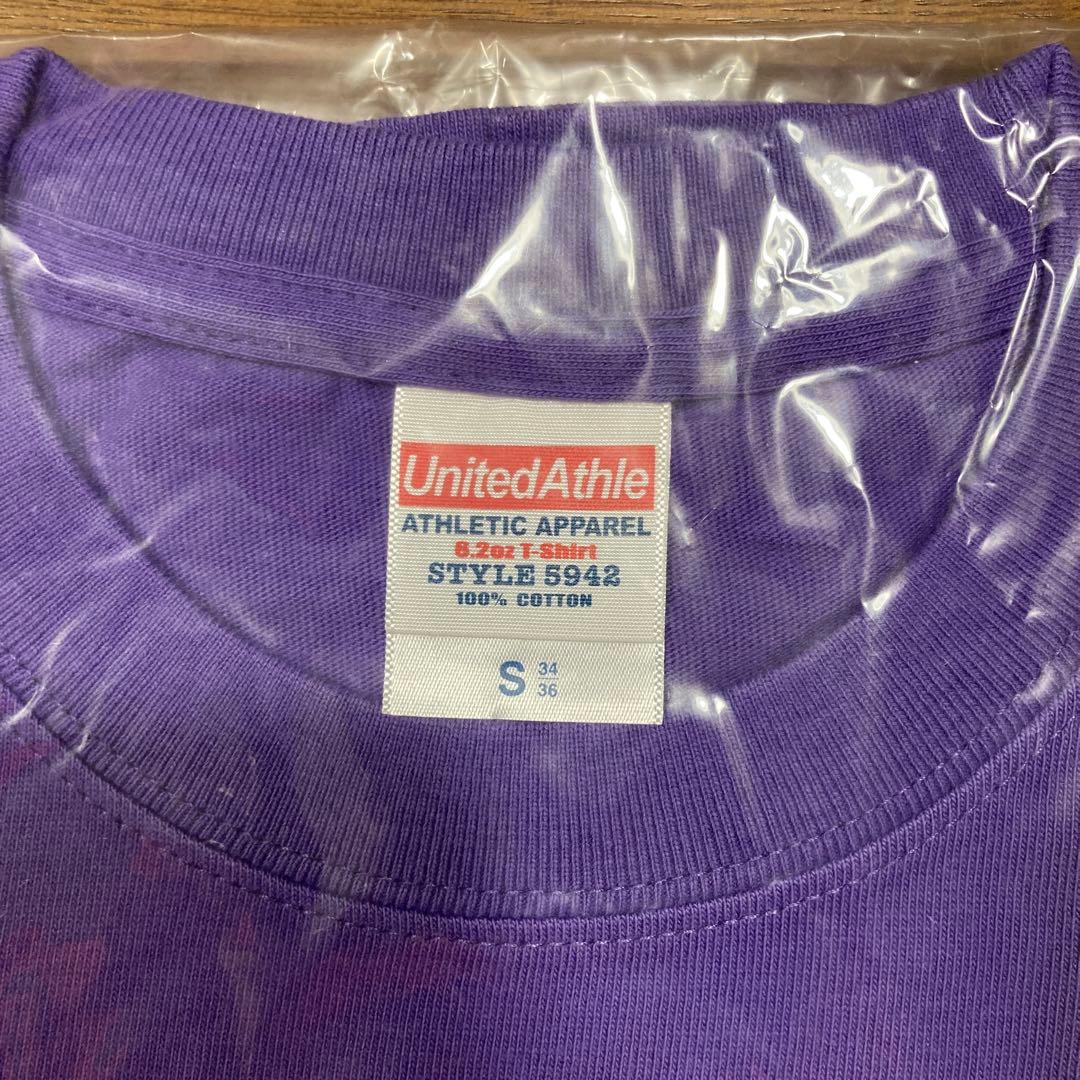 UnitedAthle
ATHLETIC APPAREL
6.2oz T-Shirt
STYLE 5942
100% COTTON
S 34
36